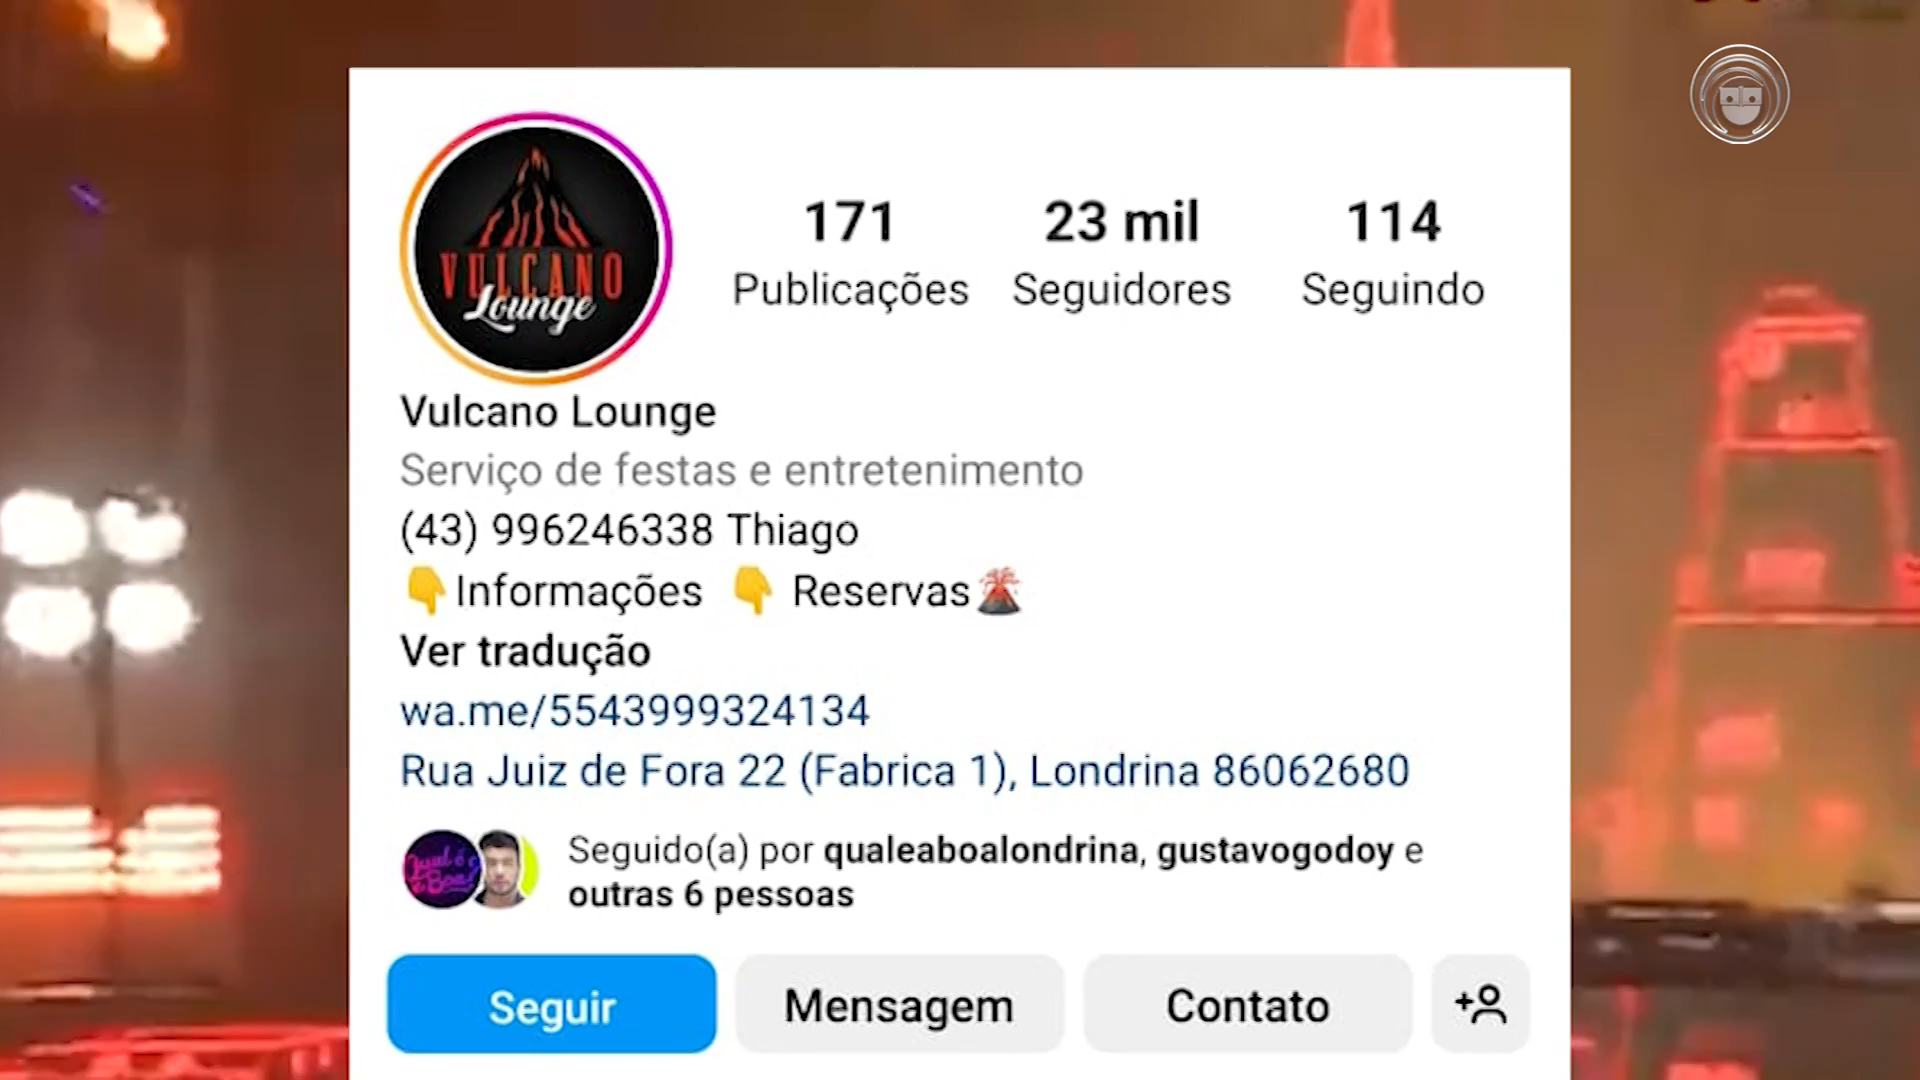 VULCANO
Lounge
171 23 mil 114
Publicações Seguidores Seguindo
Vulcano Lounge
Serviço de festas e entretenimento
(43) 996246338 Thiago
👇Informações 👇 Reservas🌋
Ver tradução
wa.me/5543999324134
Rua Juiz de Fora 22 (Fabrica 1), Londrina 86062680
Qual é a
Boa?
Seguido(a) por qualeaboalondrina, gustavogodoy e
outras 6 pessoas
Seguir Mensagem Contato